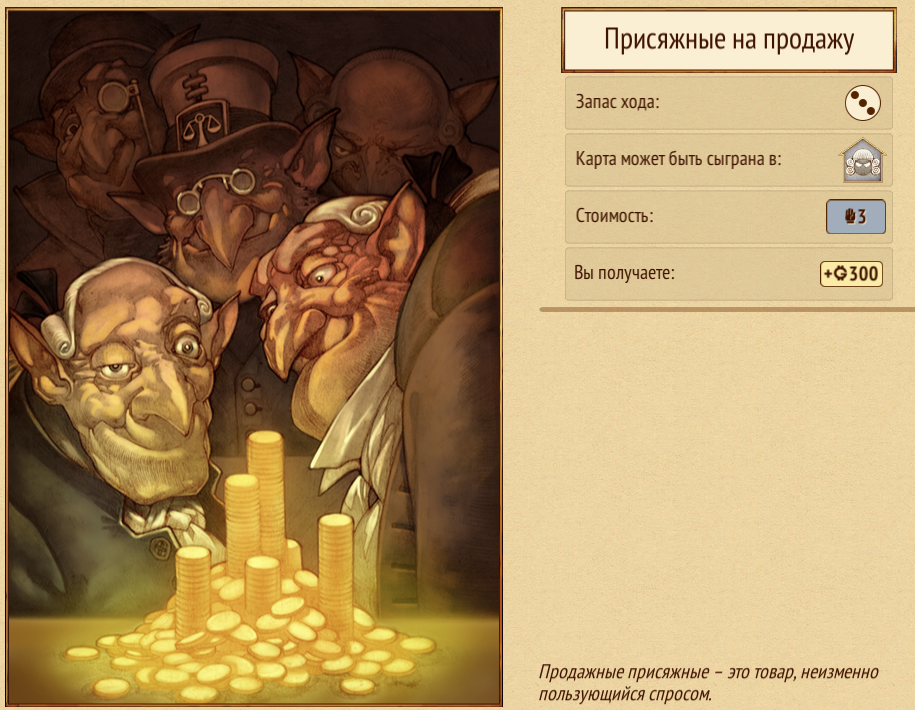 Присяжные на продажу
Запас хода:
Карта может быть сыграна в:
Стоимость:
3
Вы получаете:
+300
Продажные присяжные – это товар, неизменно
пользующийся спросом.